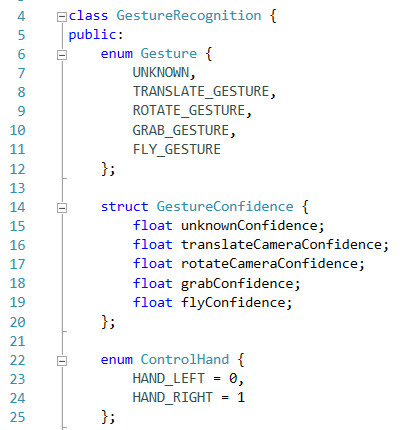 4 class GestureRecognition {
5 public:
6 enum Gesture {
7 UNKNOWN,
8 TRANSLATE_GESTURE,
9 ROTATE_GESTURE,
10 GRAB_GESTURE,
11 FLY_GESTURE
12 };
13
14 struct GestureConfidence {
15 float unknownConfidence;
16 float translateCameraConfidence;
17 float rotateCameraConfidence;
18 float grabConfidence;
19 float flyConfidence;
20 };
21
22 enum ControlHand {
23 HAND_LEFT = 0,
24 HAND_RIGHT = 1
25 };